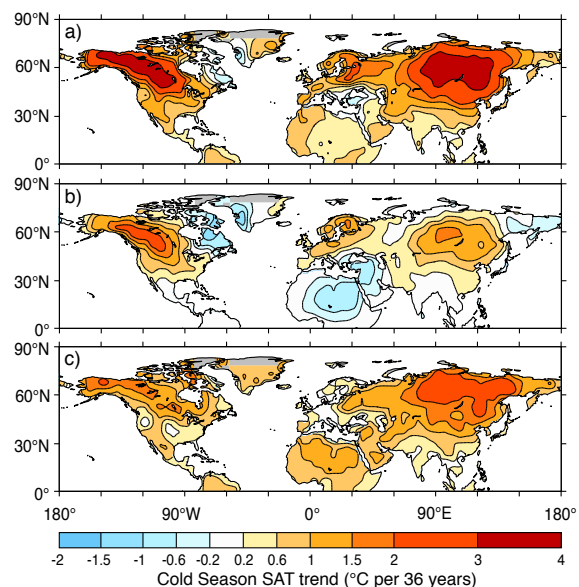 a)
90°N
60°N
30°N
0°
b)
90°N
60°N
30°N
0°
c)
90°N
60°N
30°N
0°
180° 90°W 0° 90°E 180°
-2 -1.5 -1 -0.6 -0.2 0.2 0.6 1 1.5 2 3 4
Cold Season SAT trend (°C per 36 years)